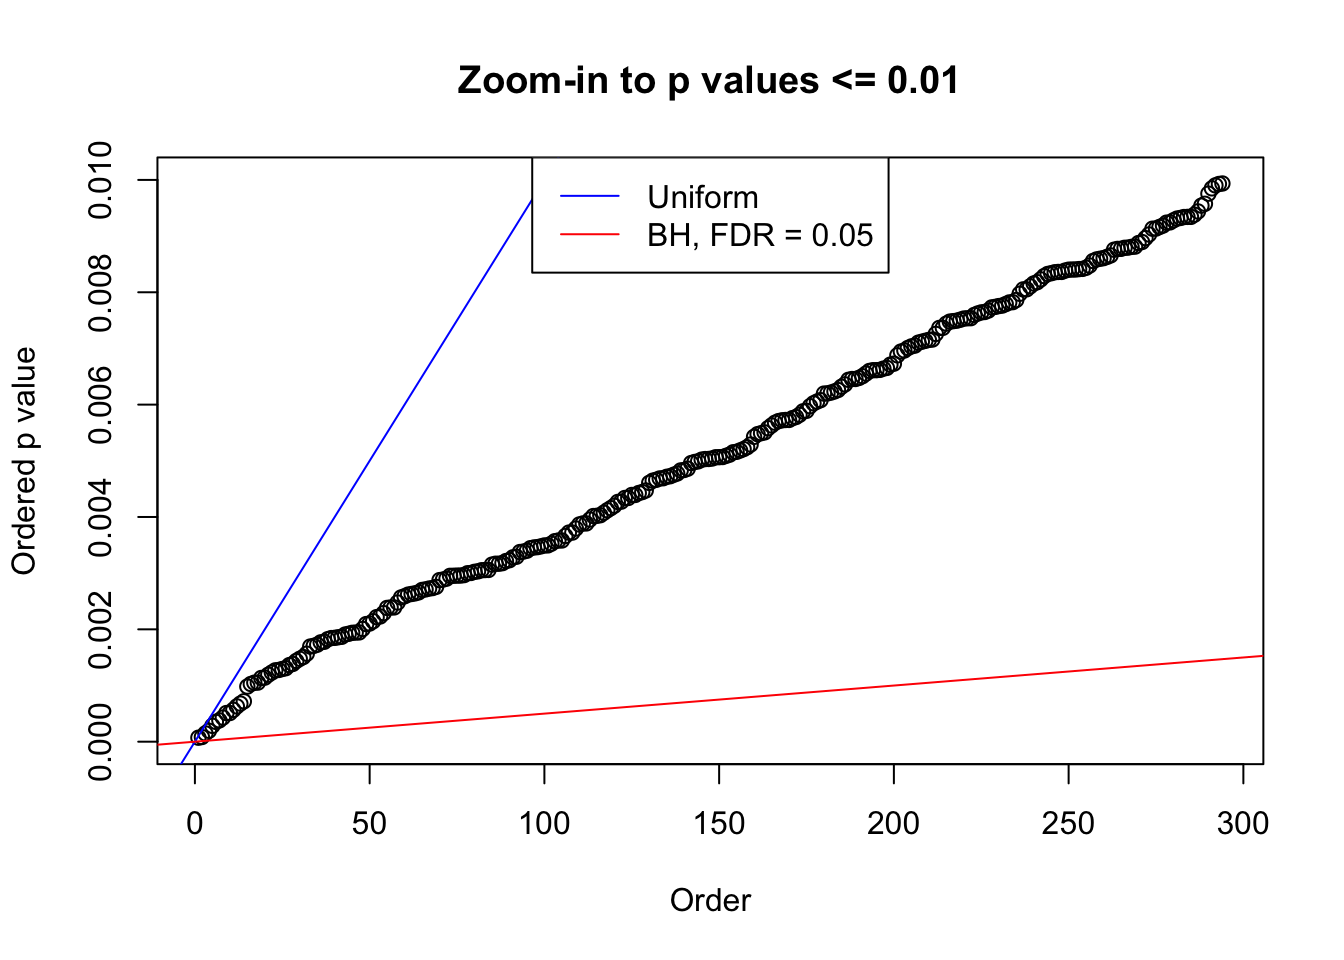 Zoom-in to p values <= 0.01
Uniform
BH, FDR = 0.05
Ordered p value
0.010
0.008
0.006
0.004
0.002
0.000
0 50 100 150 200 250 300
Order